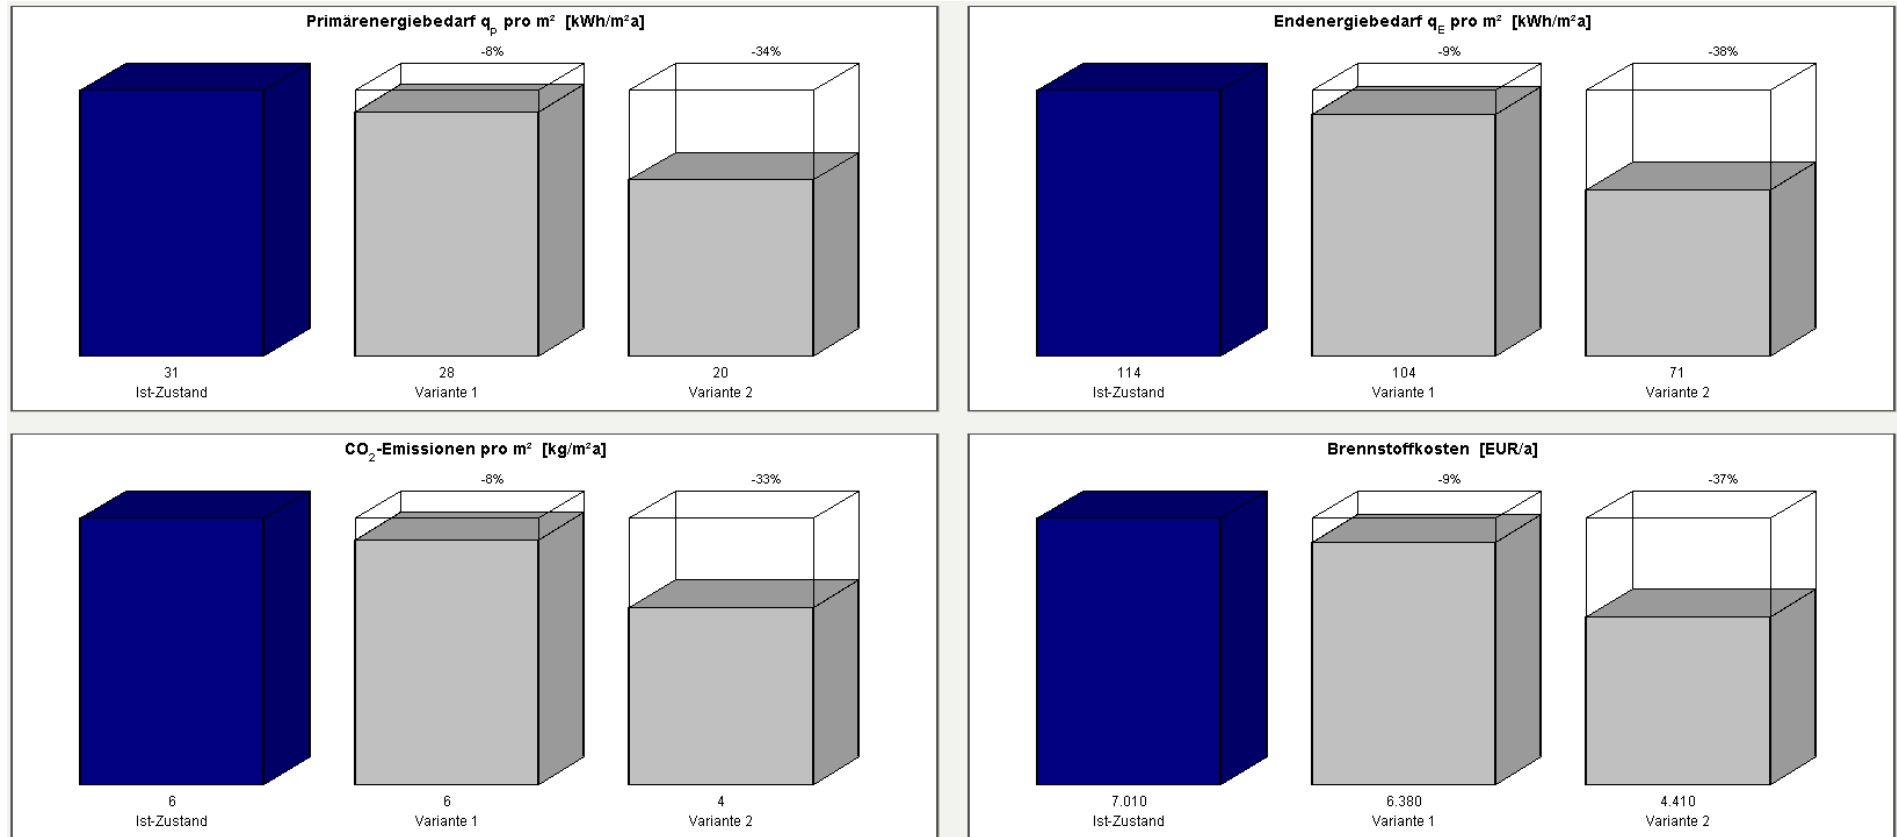 Primärenergiebedarf qp pro m² [kWh/m²a]
-8%
-34%
31
28
20
Ist-Zustand
Variante 1
Variante 2
Endenergiebedarf qE pro m² [kWh/m²a]
-9%
-38%
114
104
71
Ist-Zustand
Variante 1
Variante 2
CO2-Emissionen pro m² [kg/m²a]
-8%
-33%
6
6
4
Ist-Zustand
Variante 1
Variante 2
Brennstoffkosten [EUR/a]
-9%
-37%
7.010
6.380
4.410
Ist-Zustand
Variante 1
Variante 2